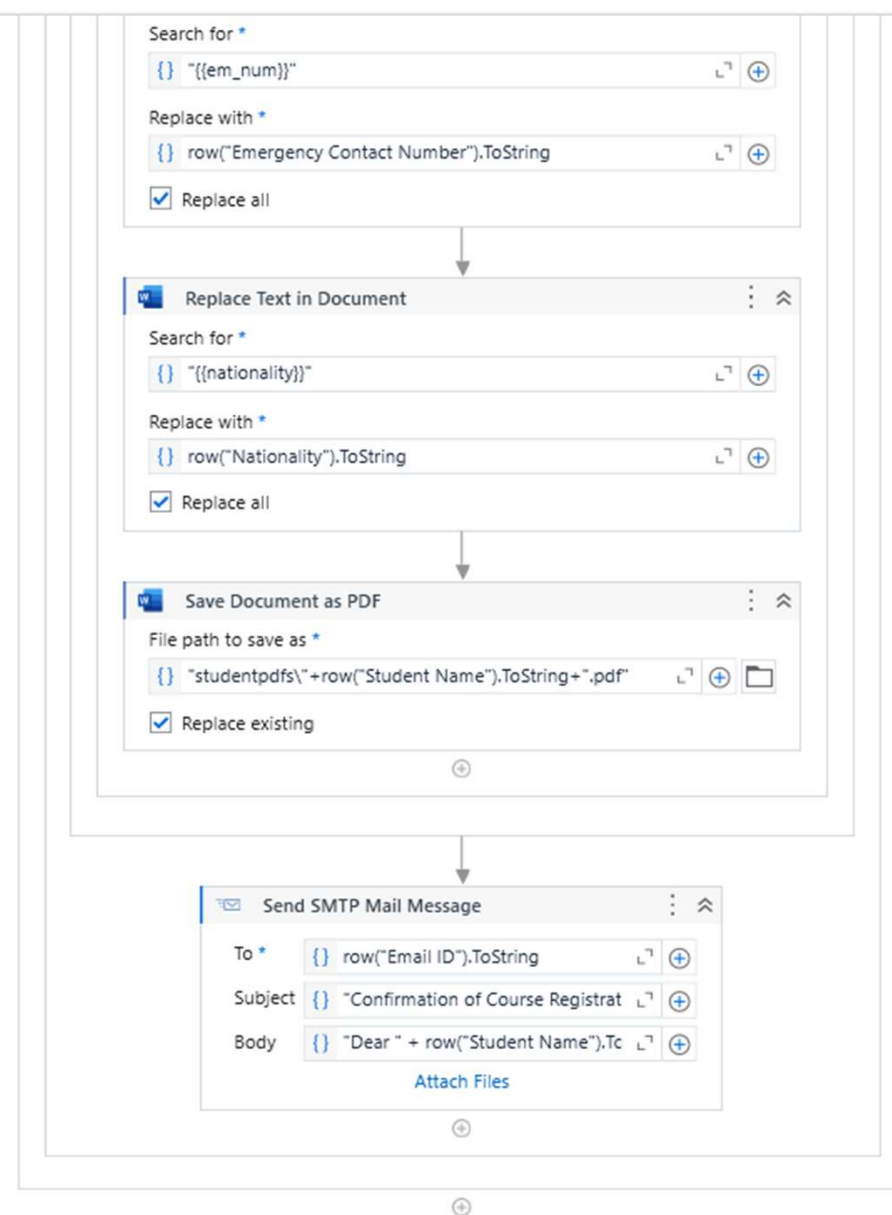 Search for *
{} "{{em_num}}"
Replace with *
{} row("Emergency Contact Number").ToString
Replace all
Replace Text in Document
Search for *
{} "{{nationality}}"
Replace with *
{} row("Nationality").ToString
Replace all
Save Document as PDF
File path to save as *
{} "studentpdfs\"+row("Student Name").ToString+".pdf"
Replace existing
Send SMTP Mail Message
To * {} row("Email ID").ToString
Subject {} "Confirmation of Course Registrat
Body {} "Dear " + row("Student Name").Tc
Attach Files